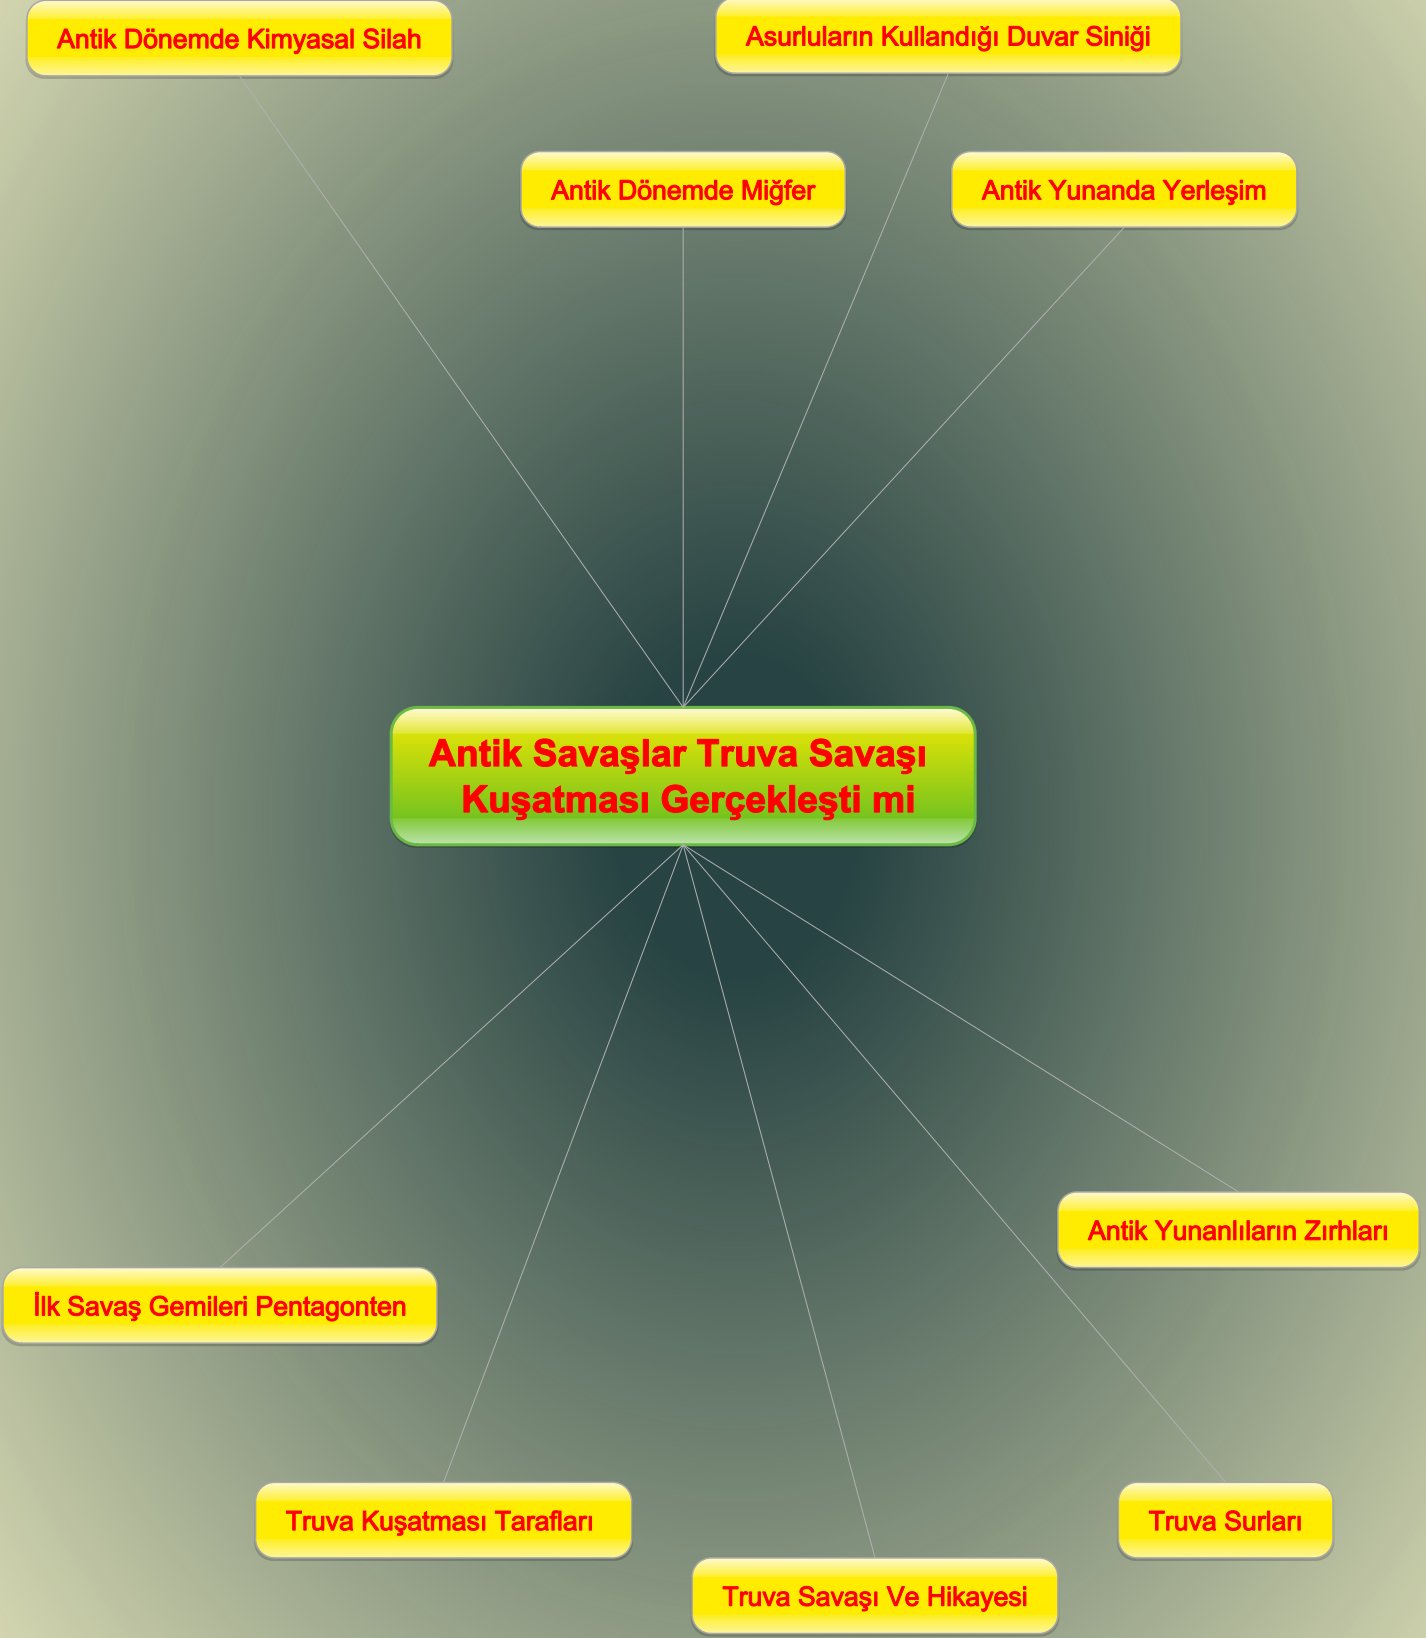 Antik Dönemde Kimyasal Silah
Asurluların Kullandığı Duvar Siniği
Antik Dönemde Miğfer
Antik Yunanda Yerleşim
Antik Savaşlar Truva Savaşı
Kuşatması Gerçekleşti mi
Antik Yunanlıların Zırhları
İlk Savaş Gemileri Pentagonten
Truva Kuşatması Tarafları
Truva Surları
Truva Savaşı Ve Hikayesi